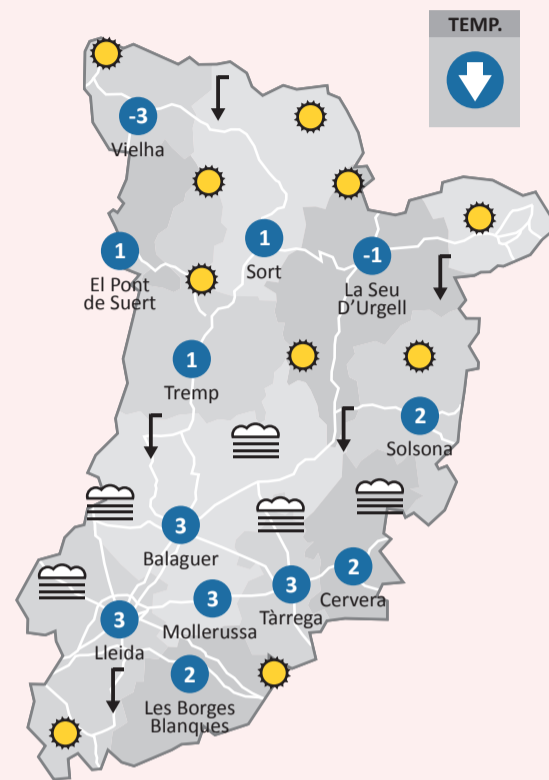 TEMP.
-3
Vielha
1
El Pont
de Suert
1
Sort
-1
La Seu
D'Urgell
1
Tremp
2
Solsona
3
Balaguer
3
Lleida
3
Mollerussa
3
Tàrrega
2
Cervera
2
Les Borges
Blanques